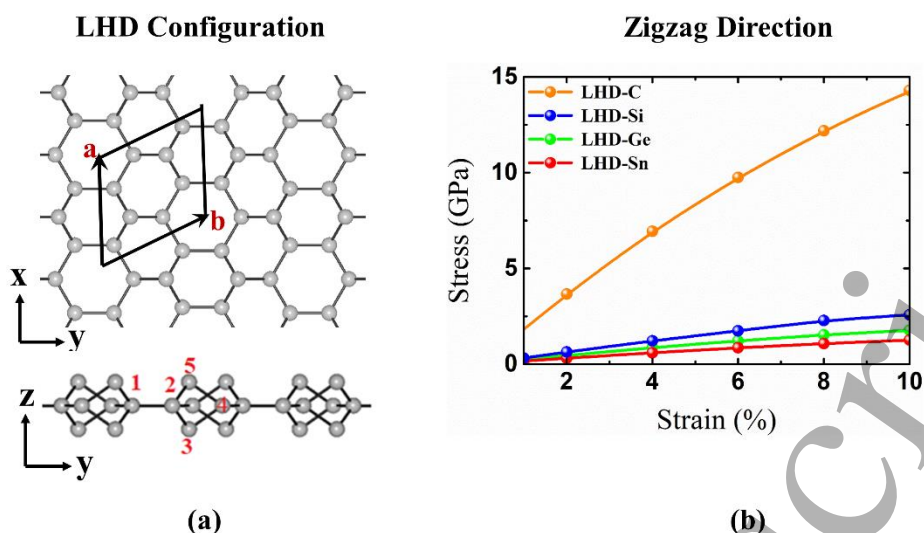 LHD Configuration
a
b
x
y
z
1
2
5
4
3
y
(a)
Zigzag Direction
15
10
5
0
Stress (GPa)
LHD-C
LHD-Si
LHD-Ge
LHD-Sn
2
4
6
8
10
Strain (%)
(b)